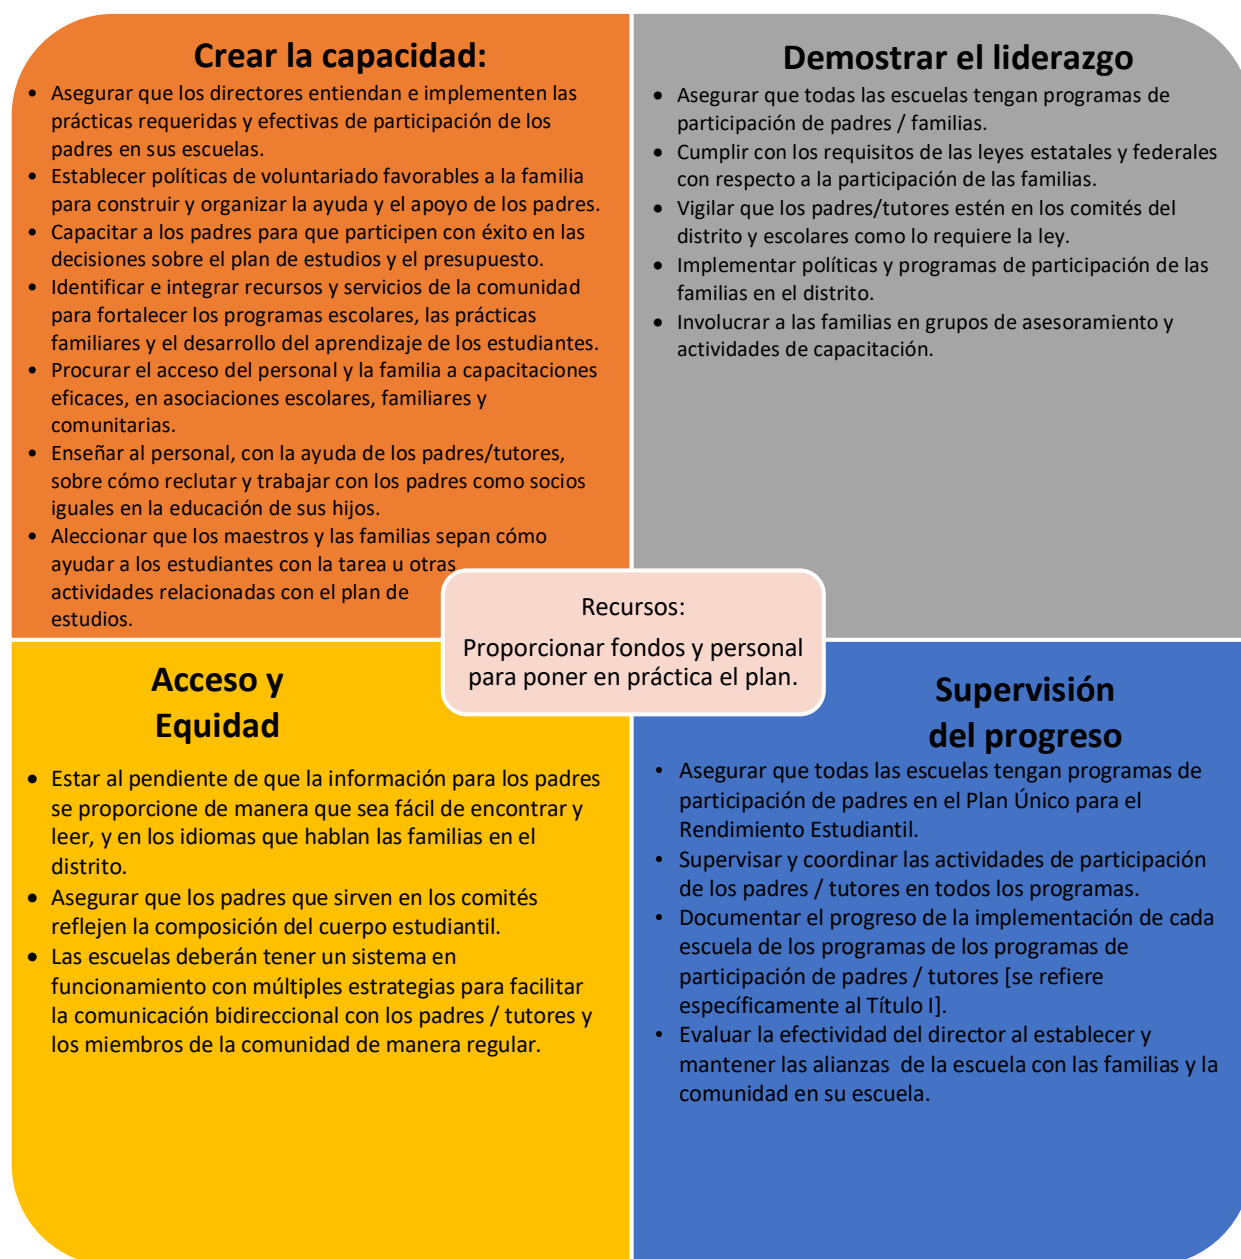 Crear la capacidad:
• Asegurar que los directores entiendan e implementen las
prácticas requeridas y efectivas de participación de los
padres en sus escuelas.
• Establecer políticas de voluntariado favorables a la familia
para construir y organizar la ayuda y el apoyo de los padres.
• Capacitar a los padres para que participen con éxito en las
decisiones sobre el plan de estudios y el presupuesto.
• Identificar e integrar recursos y servicios de la comunidad
para fortalecer los programas escolares, las prácticas
familiares y el desarrollo del aprendizaje de los estudiantes.
• Procurar el acceso del personal y la familia a capacitaciones
eficaces, en asociaciones escolares, familiares y
comunitarias.
• Enseñar al personal, con la ayuda de los padres/tutores,
sobre cómo reclutar y trabajar con los padres como socios
iguales en la educación de sus hijos.
• Aleccionar que los maestros y las familias sepan cómo
ayudar a los estudiantes con la tarea u otras
actividades relacionadas con el plan de
estudios.
Demostrar el liderazgo
• Asegurar que todas las escuelas tengan programas de
participación de padres / familias.
• Cumplir con los requisitos de las leyes estatales y federales
con respecto a la participación de las familias.
• Vigilar que los padres/tutores estén en los comités del
distrito y escolares como lo requiere la ley.
• Implementar políticas y programas de participación de las
familias en el distrito.
• Involucrar a las familias en grupos de asesoramiento y
actividades de capacitación.
Recursos:
Proporcionar fondos y personal
para poner en práctica el plan.
Acceso y
Equidad
• Estar al pendiente de que la información para los padres
se proporcione de manera que sea fácil de encontrar y
leer, y en los idiomas que hablan las familias en el
distrito.
• Asegurar que los padres que sirven en los comités
reflejen la composición del cuerpo estudiantil.
• Las escuelas deberán tener un sistema en
funcionamiento con múltiples estrategias para facilitar
la comunicación bidireccional con los padres / tutores y
los miembros de la comunidad de manera regular.
Supervisión
del progreso
• Asegurar que todas las escuelas tengan programas de
participación de padres en el Plan Único para el
Rendimiento Estudiantil.
• Supervisar y coordinar las actividades de participación
de los padres / tutores en todos los programas.
• Documentar el progreso de la implementación de cada
escuela de los programas de los programas de
participación de padres / tutores [se refiere
específicamente al Título I].
• Evaluar la efectividad del director al establecer y
mantener las alianzas  de la escuela con las familias y la
comunidad en su escuela.